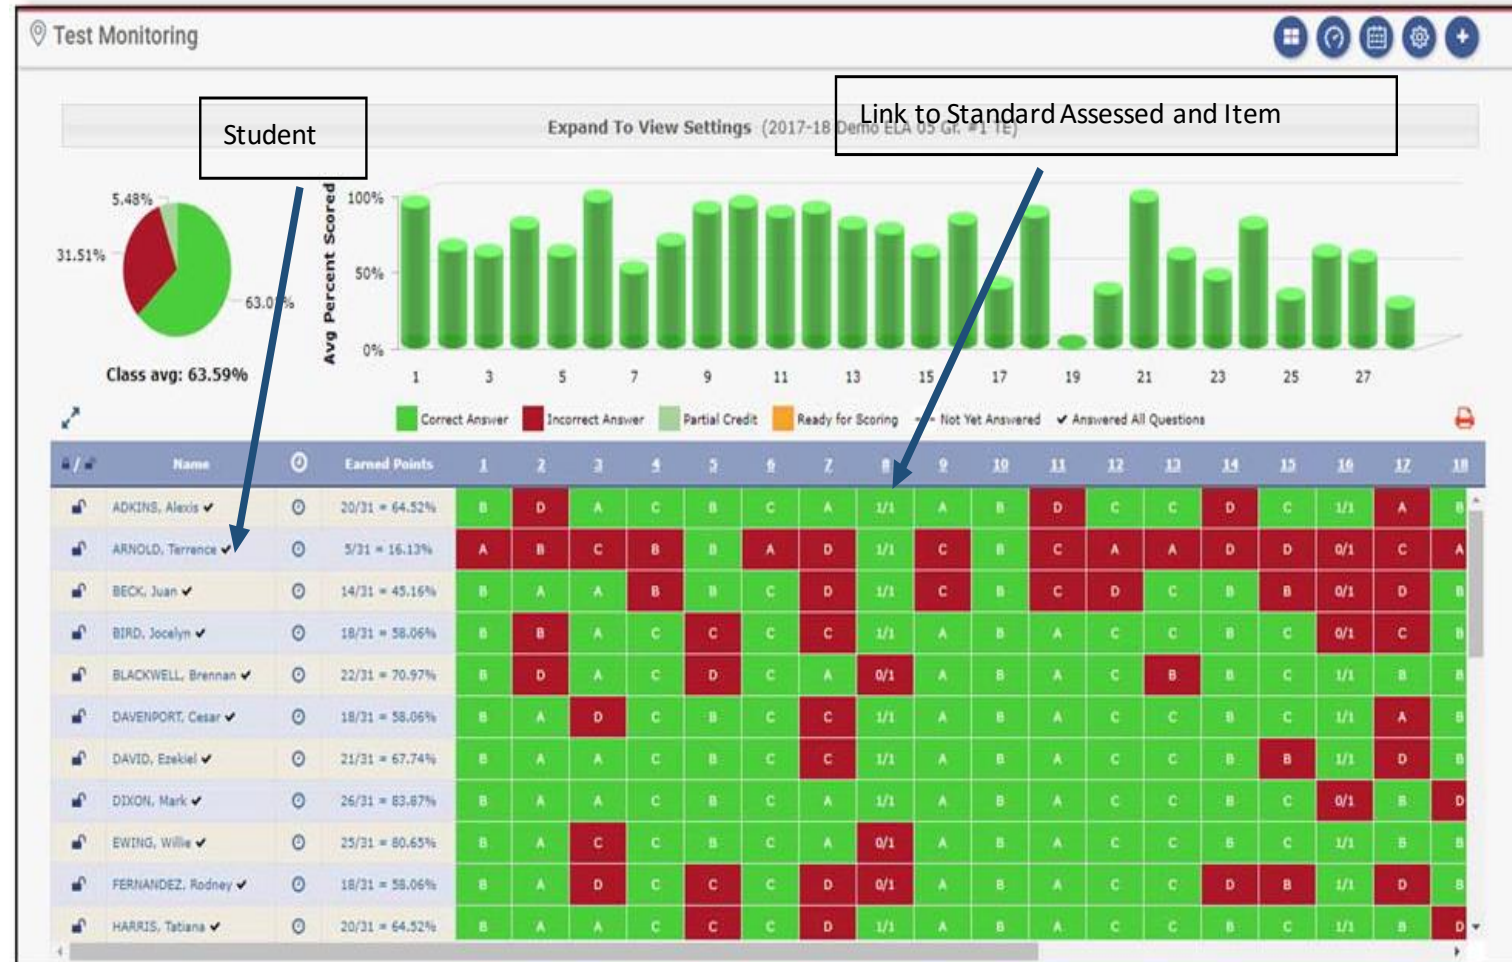 Test Monitoring
Student
Link to Standard Assessed and Item
Expand To View Settings (2017-18 Demo ELA 05 Gr. #1 TE)
5.48%
31.51%
63.0 %
Class avg: 63.59%
Avg Percent Scored
100%
50%
0%
1 3 5 7 9 11 13 15 17 19 21 23 25 27
Correct Answer Incorrect Answer Partial Credit Ready for Scoring Not Yet Answered ✔ Answered All Questions
/ Name Earned Points 1 2 3 4 5 6 7 8 9 10 11 12 13 14 15 16 17 18
ADKINS, Alexis ✔ 20/31 = 64.52% B D A C B C A 1/1 A B D C C D C 1/1 A B
ARNOLD, Terrence ✔ 5/31 = 16.13% A B C B B A D 1/1 C B C A A D D 0/1 C A
BECK, Juan ✔ 14/31 = 45.16% B A A B B C D 1/1 C B C D C B B 0/1 D B
BIRD, Jocelyn ✔ 18/31 = 58.06% B B A C C C C 1/1 A B A C C B C 0/1 C B
BLACKWELL, Brennan ✔ 22/31 = 70.97% B D A C D C A 0/1 A B A C B B C 1/1 B B
DAVENPORT, Cesar ✔ 18/31 = 58.06% B A D C B C C 1/1 A B A C C B C 1/1 A B
DAVID, Ezekiel ✔ 21/31 = 67.74% B A A C B C C 1/1 A B A C C B B 1/1 D B
DIXON, Mark ✔ 26/31 = 83.87% B A A C B C A 1/1 A B A C C B C 0/1 B D
EWING, Willie ✔ 25/31 = 80.65% B A C C B C A 0/1 A B A C C B C 1/1 B B
FERNANDEZ, Rodney ✔ 18/31 = 58.06% B A D C C C D 0/1 A B A C C D B 1/1 D B
HARRIS, Tatiana ✔ 20/31 = 64.52% B A A C C C D 1/1 A B A C C B C 1/1 B D